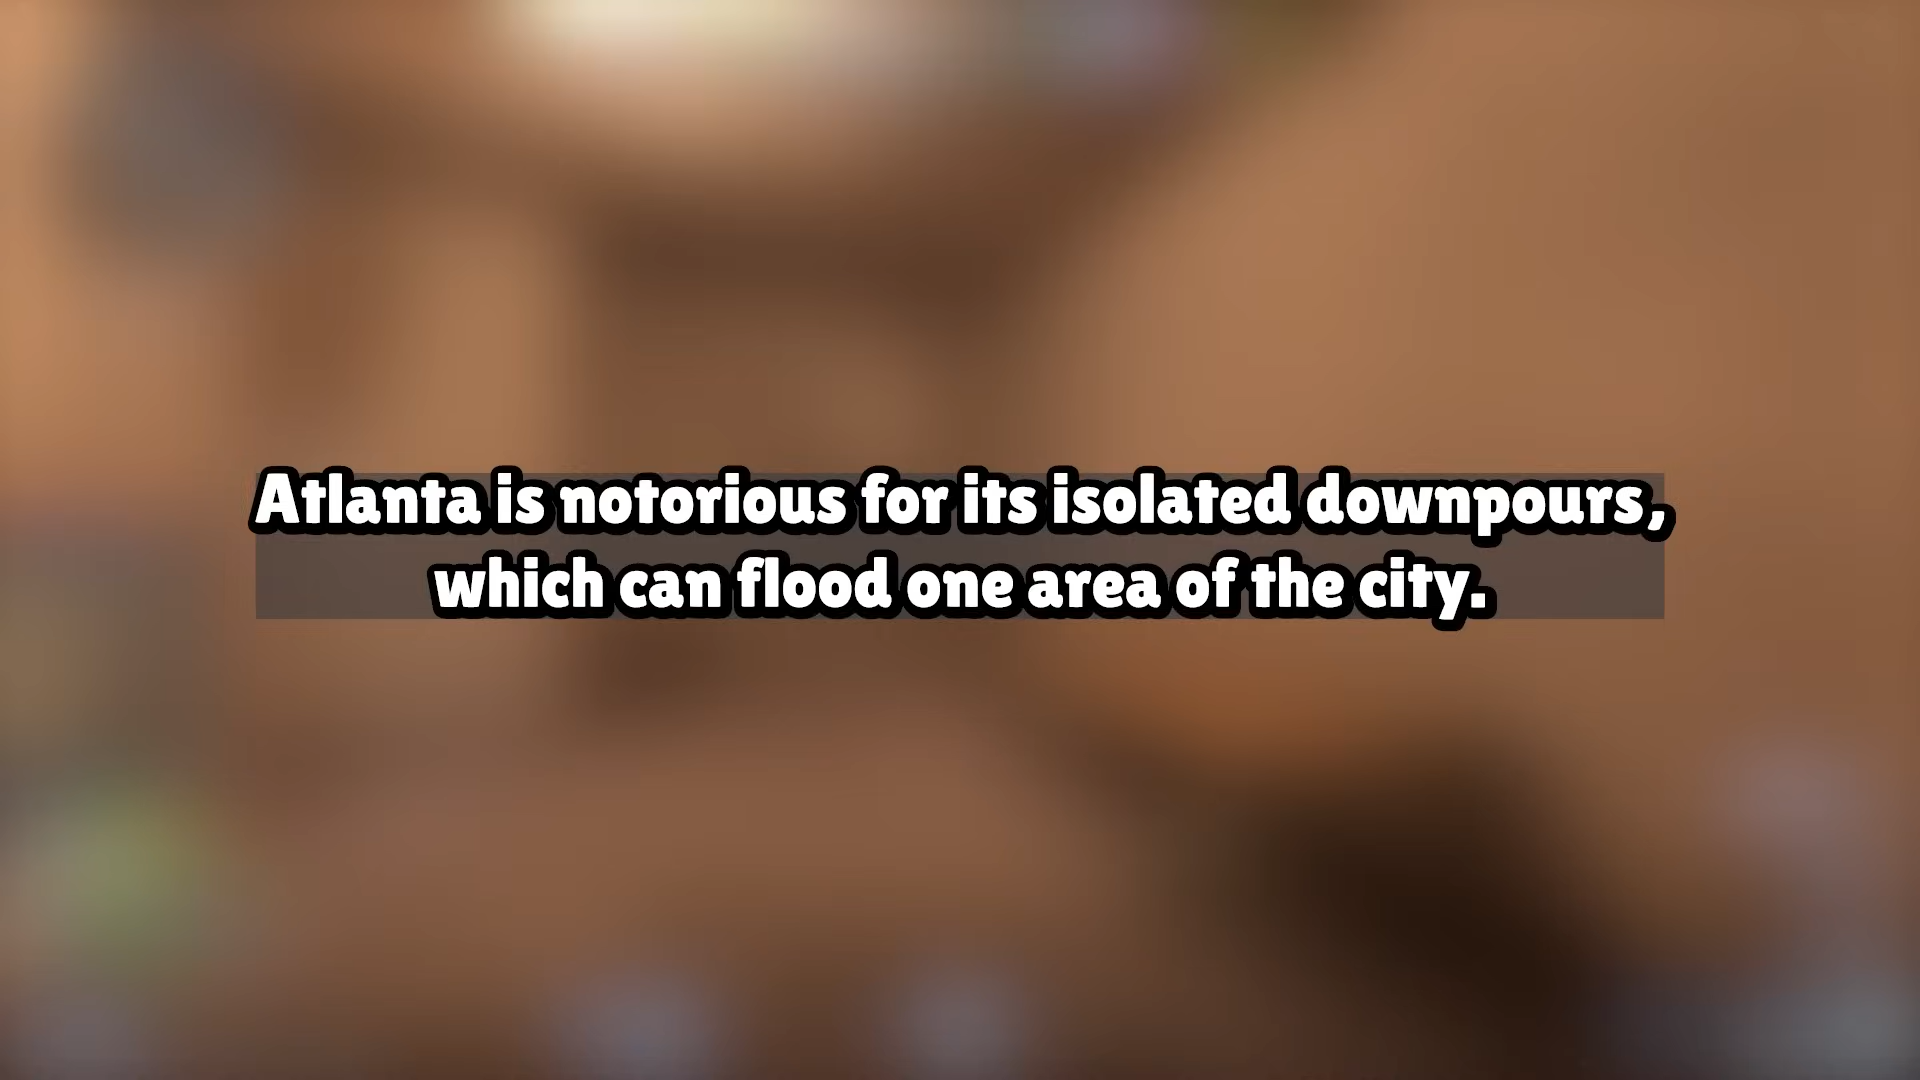 Atlanta is notorious for its isolated downpours,
which can flood one area of the city.